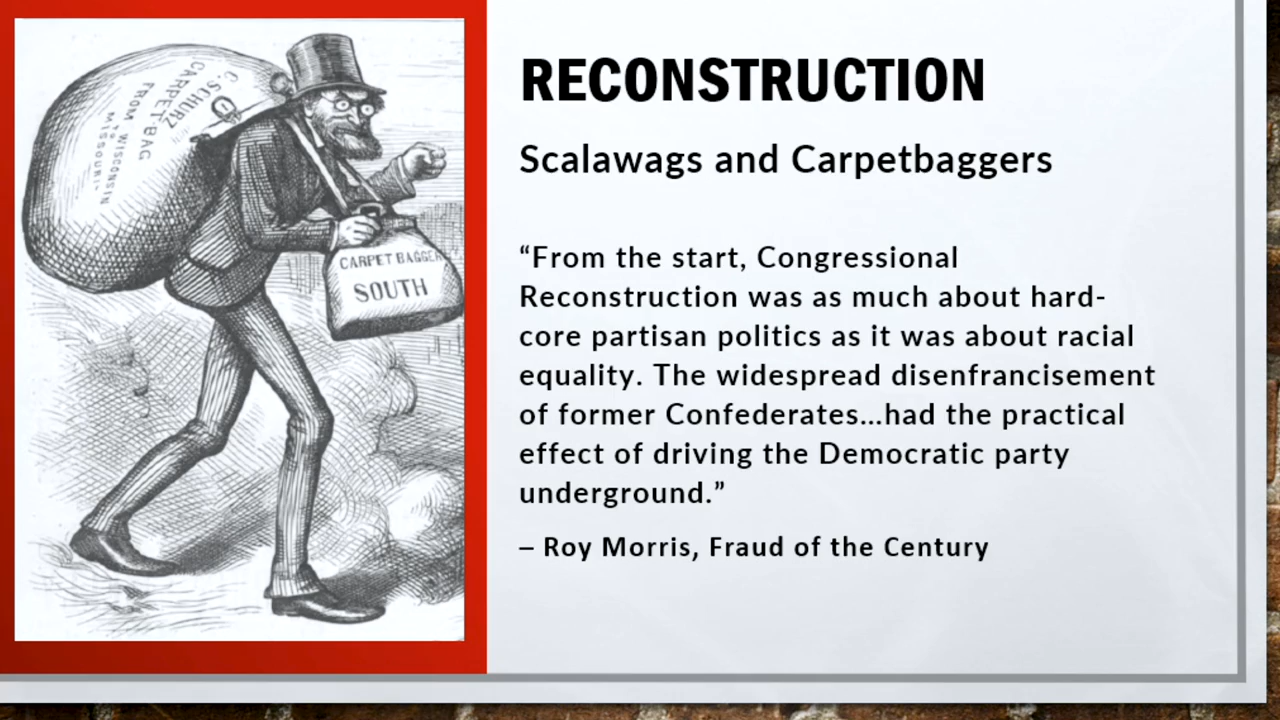 C. SCHURZ
CARPET-BAG
FROM WISCONSIN
TO
MISSOURI-
CARPET BAGGER
SOUTH
RECONSTRUCTION
Scalawags and Carpetbaggers
“From the start, Congressional
Reconstruction was as much about hard-
core partisan politics as it was about racial
equality. The widespread disenfrancisement
of former Confederates...had the practical
effect of driving the Democratic party
underground.”
– Roy Morris, Fraud of the Century